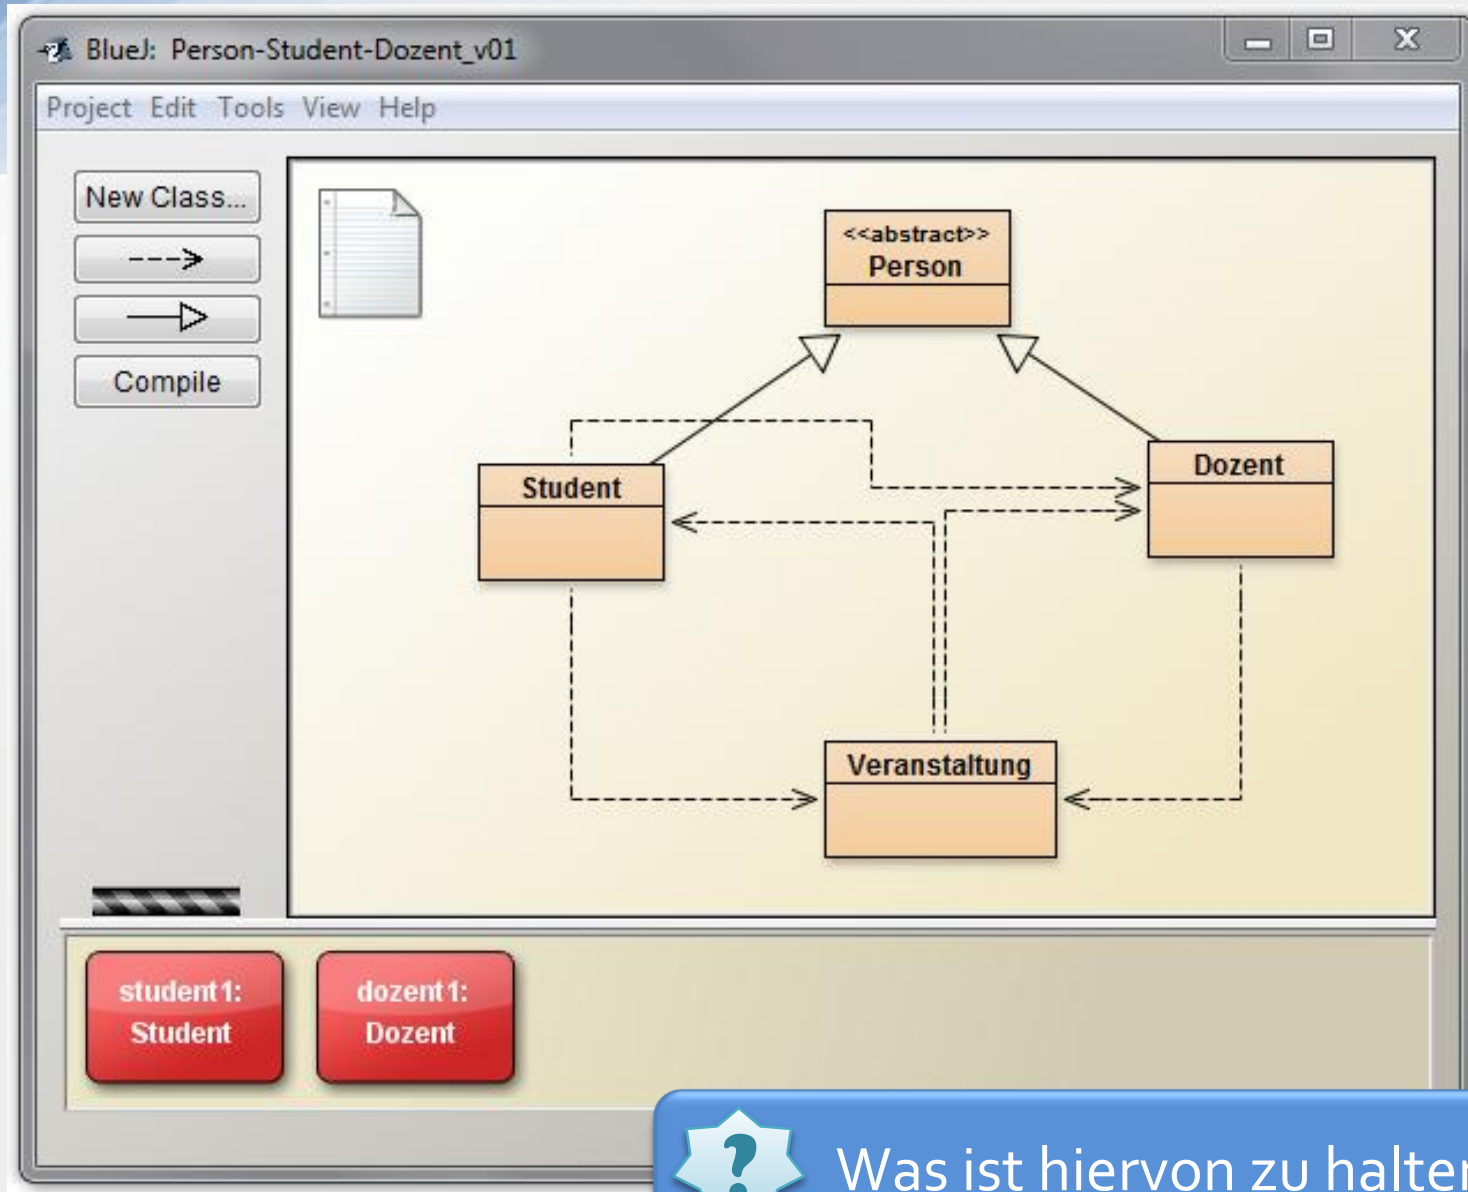 BlueJ: Person-Student-Dozent_v01
Project Edit Tools View Help
New Class...
Compile
<<abstract>>
Person
Student
Dozent
Veranstaltung
student1:
Student
dozent1:
Dozent
?
Was ist hiervon zu halten